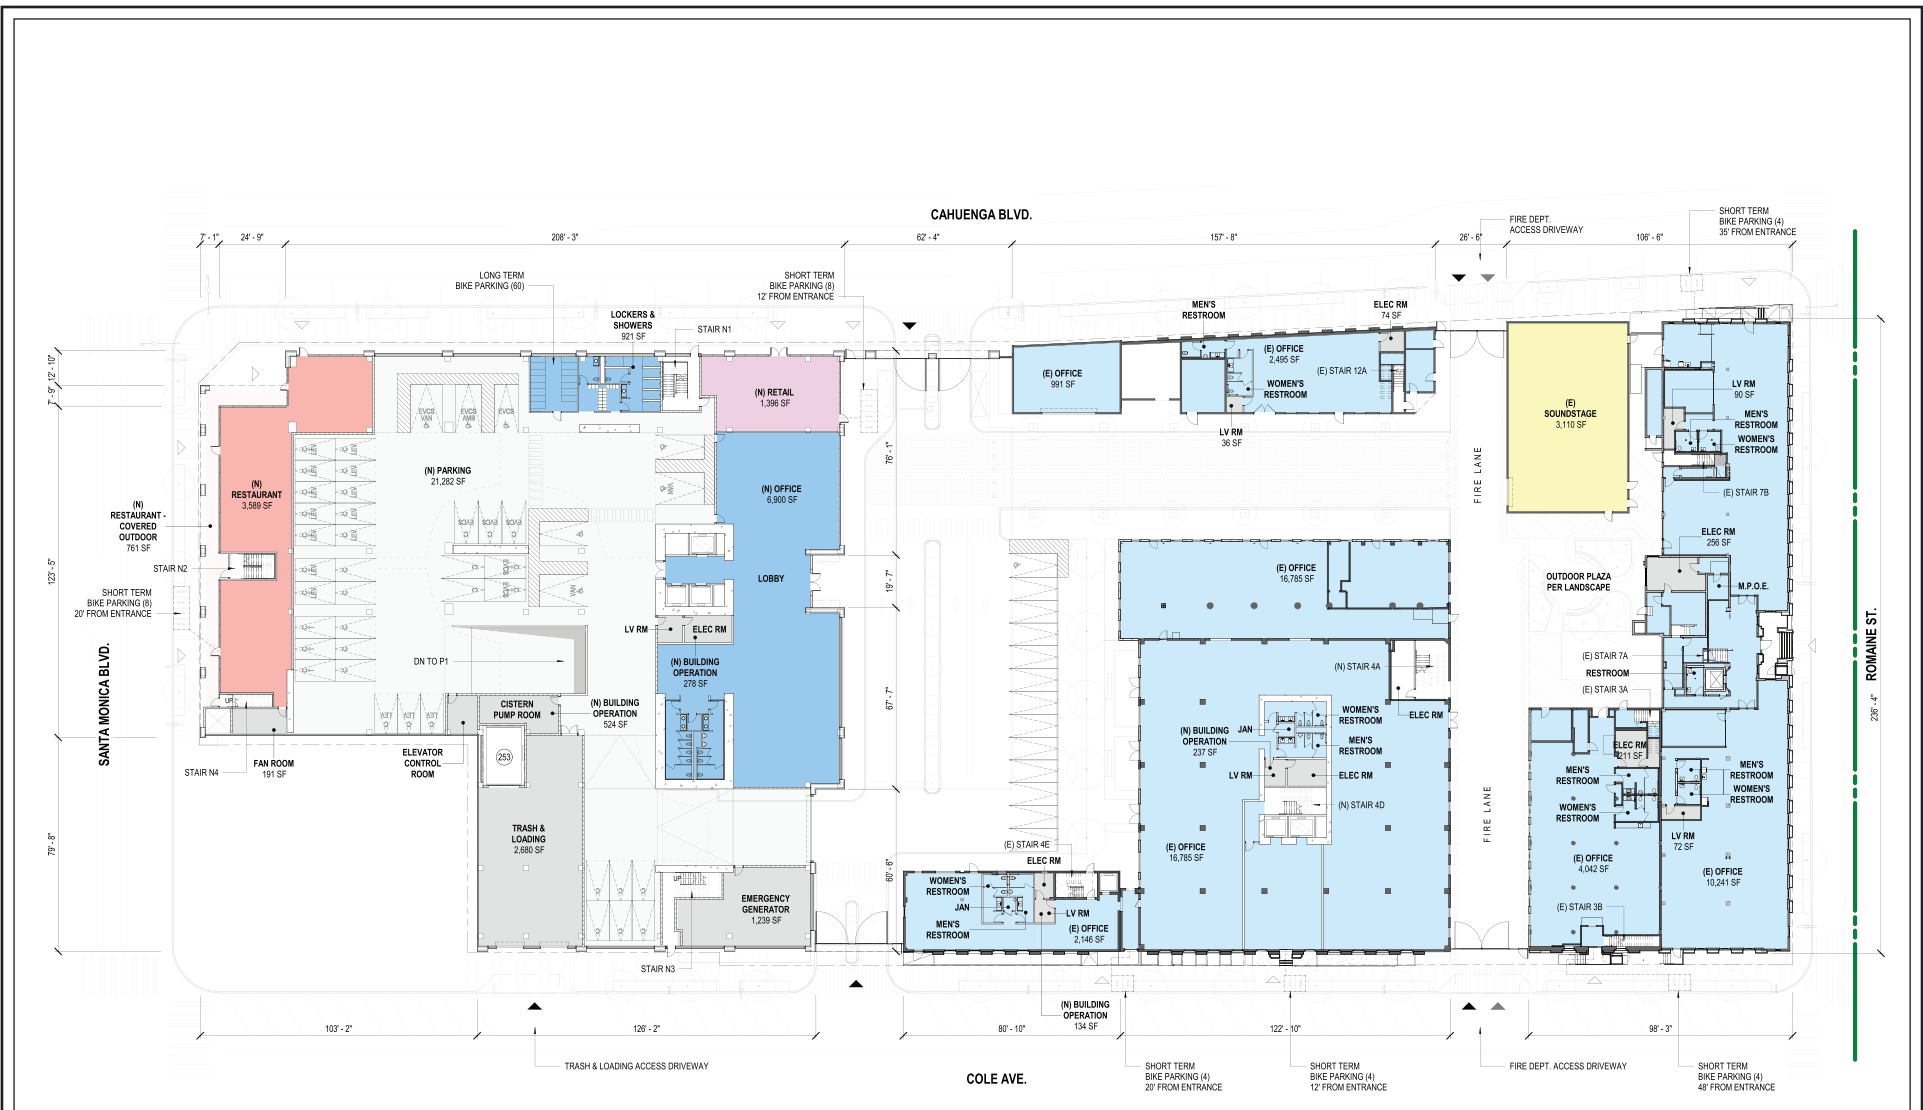 CAHUENGA BLVD.
7' - 1"
24' - 9"
208' - 3"
62' - 4"
157' - 8"
26' - 6"
106' - 6"
FIRE DEPT.
ACCESS DRIVEWAY
SHORT TERM
BIKE PARKING (4)
35' FROM ENTRANCE
LONG TERM
BIKE PARKING (60)
SHORT TERM
BIKE PARKING (8)
12' FROM ENTRANCE
LOCKERS &
SHOWERS
921 SF
STAIR N1
MEN'S
RESTROOM
ELEC RM
74 SF
12' - 10"
7' - 9"
123' - 5"
79' - 8"
(N) RETAIL
1,396 SF
(E) OFFICE
991 SF
(E) OFFICE
2,495 SF
(E) STAIR 12A
WOMEN'S
RESTROOM
LV RM
36 SF
(E)
SOUNDSTAGE
3,110 SF
LV RM
90 SF
MEN'S
RESTROOM
WOMEN'S
RESTROOM
(E) STAIR 7B
ELEC RM
256 SF
M.P.O.E.
EVCS
VAN
EVCS
AMB
EVCS
(N) PARKING
21,282 SF
(N)
RESTAURANT
3,589 SF
(N)
RESTAURANT -
COVERED
OUTDOOR
761 SF
STAIR N2
SHORT TERM
BIKE PARKING (8)
20' FROM ENTRANCE
(N) OFFICE
6,900 SF
76' - 1"
19' - 7"
67' - 7"
60' - 6"
LOBBY
LV RM
ELEC RM
(N) BUILDING
OPERATION
278 SF
DN TO P1
CISTERN
PUMP ROOM
(N) BUILDING
OPERATION
524 SF
UP
FAN ROOM
191 SF
STAIR N4
ELEVATOR
CONTROL
ROOM
253
TRASH &
LOADING
2,680 SF
UP
EMERGENCY
GENERATOR
1,239 SF
STAIR N3
FIRE LANE
FIRE LANE
(E) OFFICE
16,785 SF
OUTDOOR PLAZA
PER LANDSCAPE
(N) STAIR 4A
ELEC RM
WOMEN'S
RESTROOM
JAN
(N) BUILDING
OPERATION
237 SF
MEN'S
RESTROOM
LV RM
ELEC RM
(N) STAIR 4D
(E) OFFICE
16,785 SF
(E) STAIR 4E
ELEC RM
WOMEN'S
RESTROOM
JAN
MEN'S
RESTROOM
LV RM
(E) OFFICE
2,146 SF
(N) BUILDING
OPERATION
134 SF
(E) STAIR 7A
RESTROOM
(E) STAIR 3A
ELEC RM
211 SF
MEN'S
RESTROOM
WOMEN'S
RESTROOM
MEN'S
RESTROOM
WOMEN'S
RESTROOM
LV RM
72 SF
(E) OFFICE
4,042 SF
(E) OFFICE
10,241 SF
(E) STAIR 3B
SANTA MONICA BLVD.
ROMAINE ST.
236' - 4"
103' - 2"
126' - 2"
80' - 10"
122' - 10"
98' - 3"
TRASH & LOADING ACCESS DRIVEWAY
COLE AVE.
SHORT TERM
BIKE PARKING (4)
20' FROM ENTRANCE
SHORT TERM
BIKE PARKING (4)
12' FROM ENTRANCE
FIRE DEPT. ACCESS DRIVEWAY
SHORT TERM
BIKE PARKING (4)
48' FROM ENTRANCE